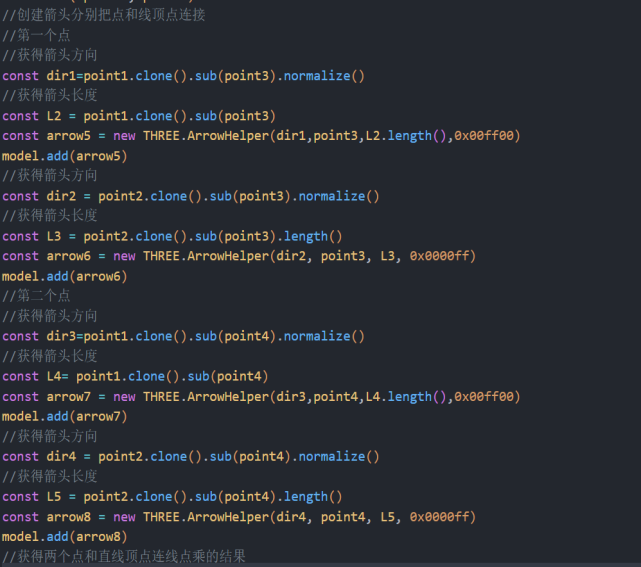 //创建箭头分别把点和线顶点连接
//第一个点
//获得箭头方向
const dir1=point1.clone().sub(point3).normalize()
//获得箭头长度
const L2 = point1.clone().sub(point3)
const arrow5 = new THREE.ArrowHelper(dir1,point3,L2.length(),0x00ff00)
model.add(arrow5)
//获得箭头方向
const dir2 = point2.clone().sub(point3).normalize()
//获得箭头长度
const L3 = point2.clone().sub(point3).length()
const arrow6 = new THREE.ArrowHelper(dir2, point3, L3, 0x0000ff)
model.add(arrow6)
//第二个点
//获得箭头方向
const dir3=point1.clone().sub(point4).normalize()
//获得箭头长度
const L4= point1.clone().sub(point4)
const arrow7 = new THREE.ArrowHelper(dir3,point4,L4.length(),0x00ff00)
model.add(arrow7)
//获得箭头方向
const dir4 = point2.clone().sub(point4).normalize()
//获得箭头长度
const L5 = point2.clone().sub(point4).length()
const arrow8 = new THREE.ArrowHelper(dir4, point4, L5, 0x0000ff)
model.add(arrow8)
//获得两个点和直线顶点连线点乘的结果